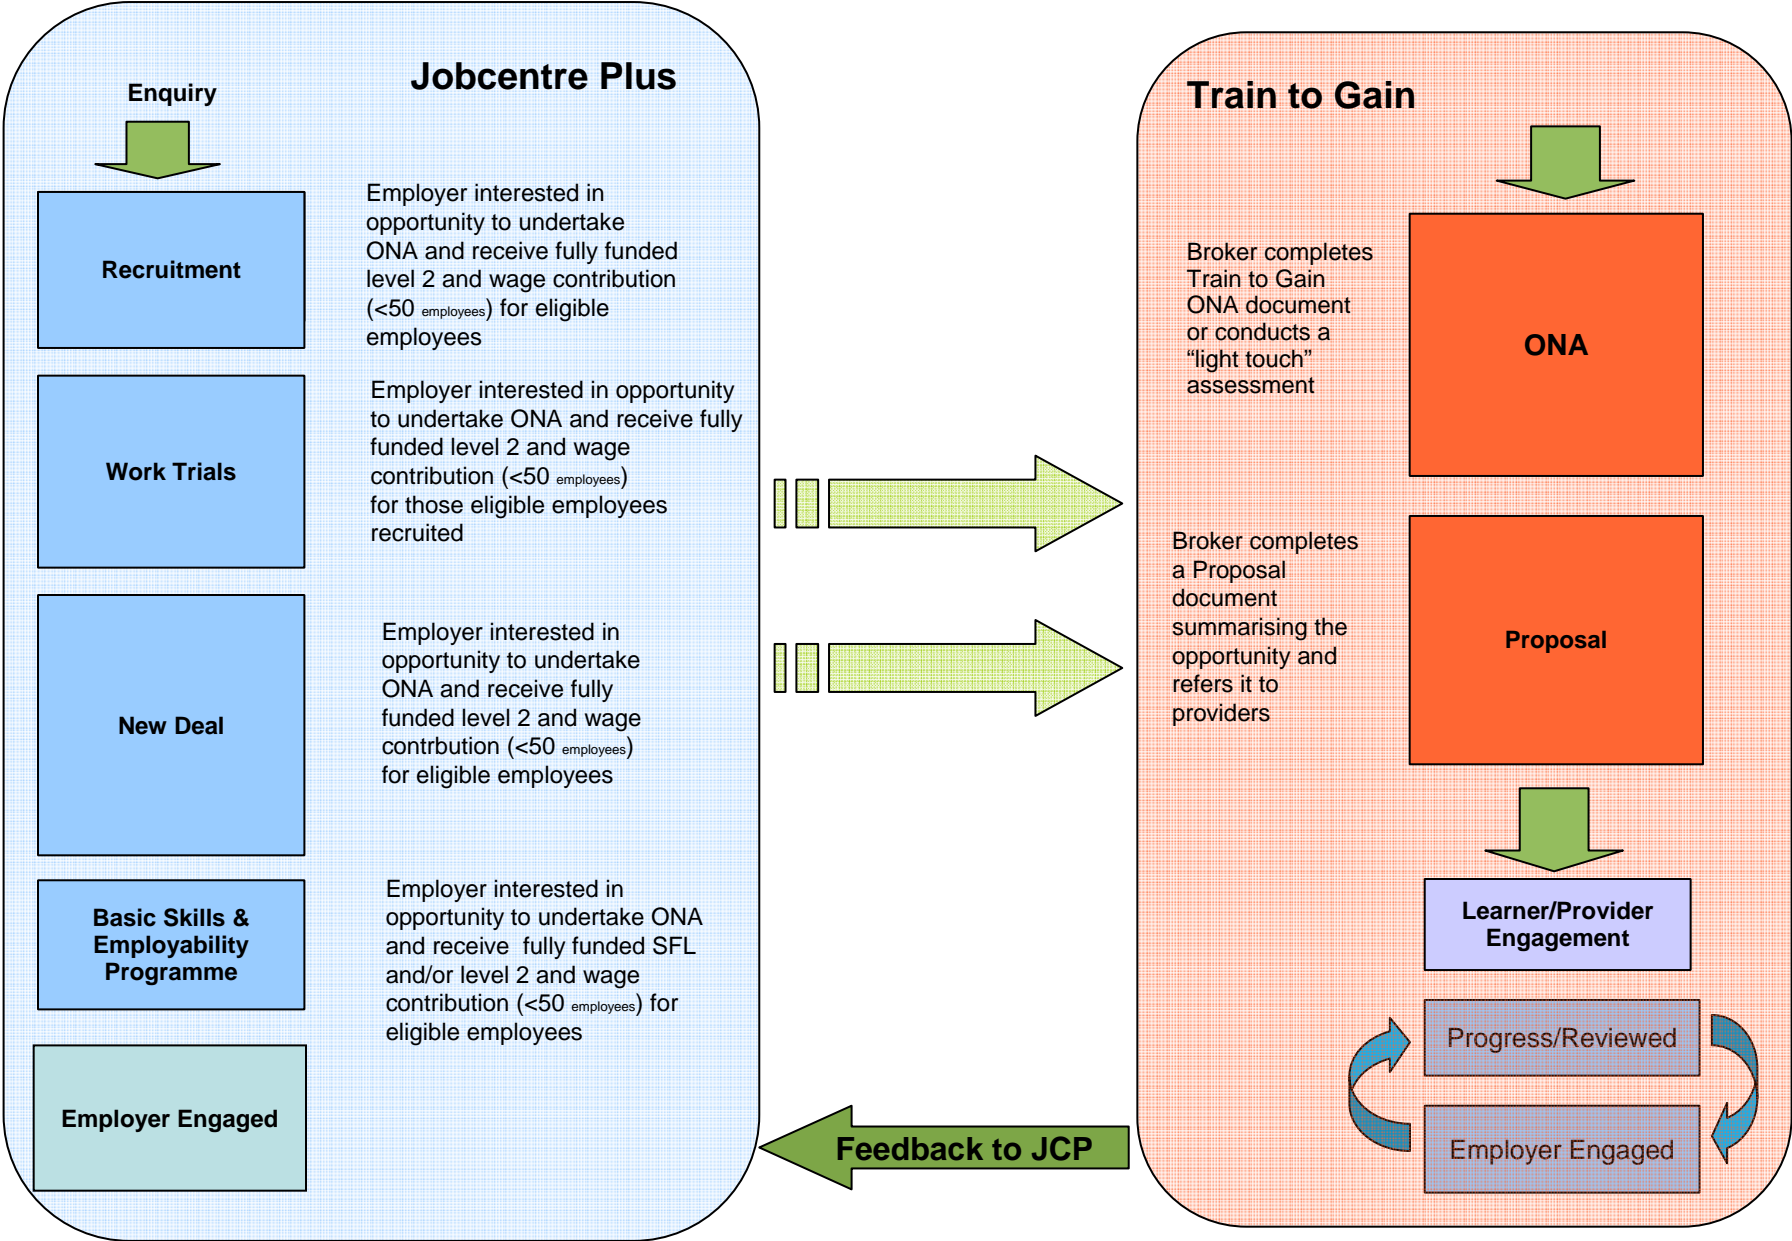 Jobcentre Plus
Enquiry
Recruitment
Employer interested in
opportunity to undertake
ONA and receive fully funded
level 2 and wage contribution
(<50 employees) for eligible
employees
Work Trials
Employer interested in opportunity
to undertake ONA and receive fully
funded level 2 and wage
contribution (<50 employees)
for those eligible employees
recruited
New Deal
Employer interested in
opportunity to undertake
ONA and receive fully
funded level 2 and wage
contrbution (<50 employees)
for eligible employees
Basic Skills &
Employability
Programme
Employer interested in
opportunity to undertake ONA
and receive fully funded SFL
and/or level 2 and wage
contribution (<50 employees) for
eligible employees
Employer Engaged
Feedback to JCP
Train to Gain
Broker completes
Train to Gain
ONA document
or conducts a
“light touch”
assessment
ONA
Broker completes
a Proposal
document
summarising the
opportunity and
refers it to
providers
Proposal
Learner/Provider
Engagement
Progress/Reviewed
Employer Engaged